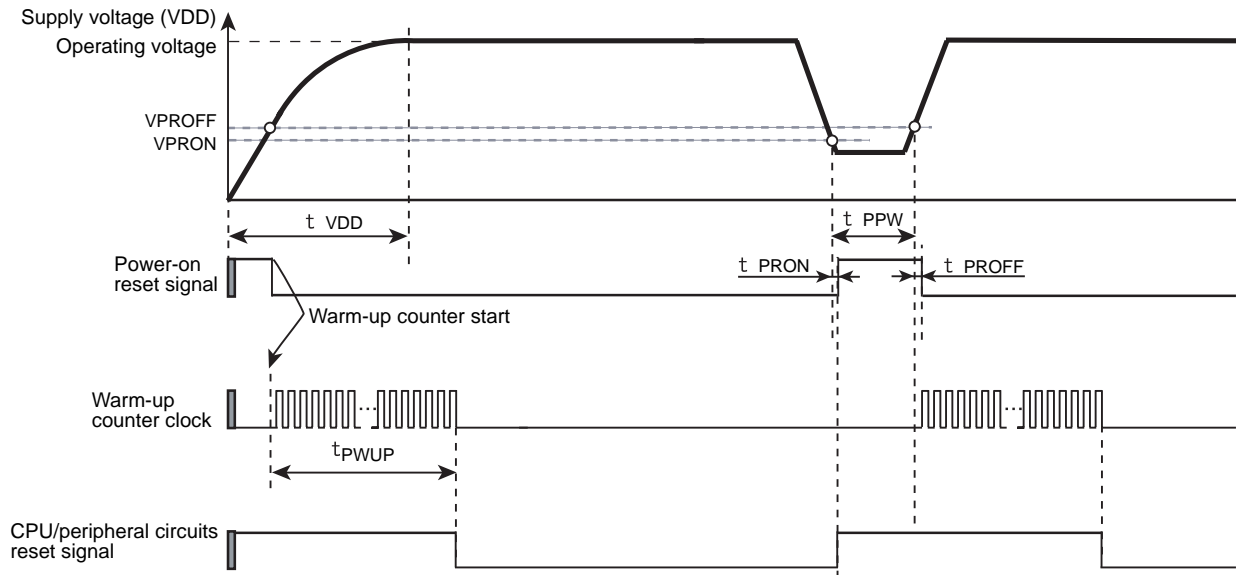 Supply voltage (VDD)
Operating voltage
VPROFF
VPRON
t VDD
t PPW
Power-on
reset signal
t PRON
t PROFF
Warm-up counter start
Warm-up
counter clock
...
...
tPWUP
CPU/peripheral circuits
reset signal